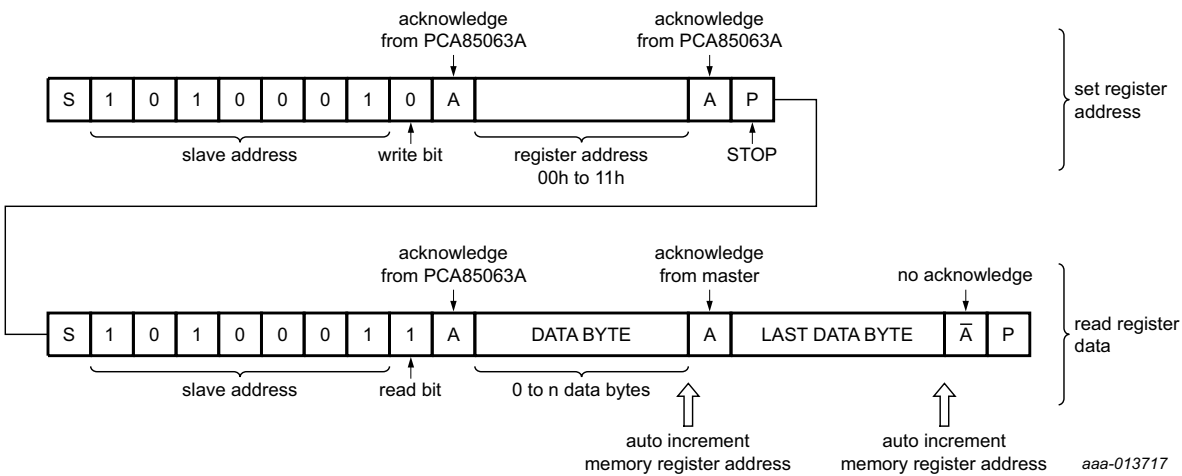 acknowledge
from PCA85063A
acknowledge
from PCA85063A
S 1 0 1 0 0 0 1 0 A A P
set register
address
slave address
write bit
register address
00h to 11h
STOP
acknowledge
from PCA85063A
acknowledge
from master
no acknowledge
S 1 0 1 0 0 0 1 1 A DATA BYTE A LAST DATA BYTE A̅ P
read register
data
slave address
read bit
0 to n data bytes
auto increment
memory register address
auto increment
memory register address
aaa-013717